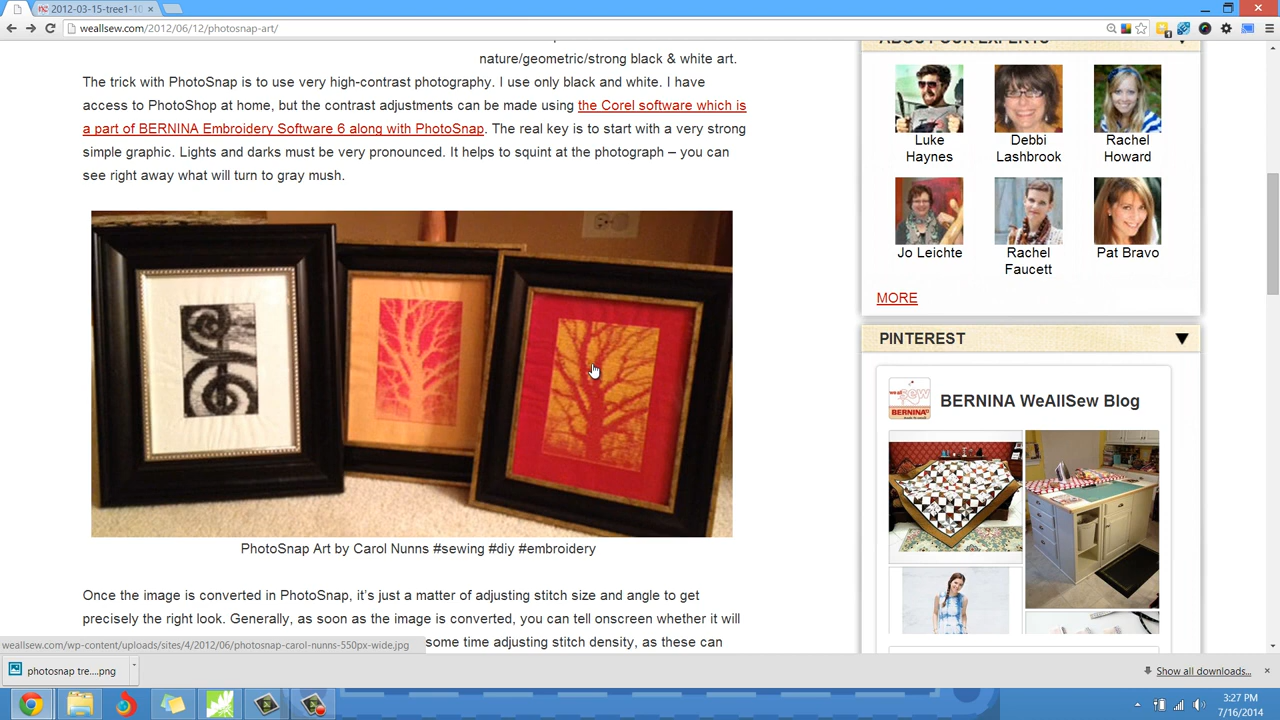 2012-03-15-tree1-10
weallsew.com/2012/06/12/photosnap-art/
nature/geometric/strong black & white art.
The trick with PhotoSnap is to use very high-contrast photography. I use only black and white. I have
access to PhotoShop at home, but the contrast adjustments can be made using the Corel software which is
a part of BERNINA Embroidery Software 6 along with PhotoSnap. The real key is to start with a very strong
simple graphic. Lights and darks must be very pronounced. It helps to squint at the photograph – you can
see right away what will turn to gray mush.
PhotoSnap Art by Carol Nunns #sewing #diy #embroidery
Once the image is converted in PhotoSnap, it's just a matter of adjusting stitch size and angle to get
precisely the right look. Generally, as soon as the image is converted, you can tell onscreen whether it will
some time adjusting stitch density, as these can
weallsew.com/wp-content/uploads/sites/4/2012/06/photosnap-carol-nunns-550px-wide.jpg
ABOUT OUR EXPERTS
Luke
Haynes
Debbi
Lashbrook
Rachel
Howard
Jo Leichte
Rachel
Faucett
Pat Bravo
MORE
PINTEREST
we all sew
BERNINA
BERNINA WeAllSew Blog
photosnap tre....png
Show all downloads...
3:27 PM
7/16/2014